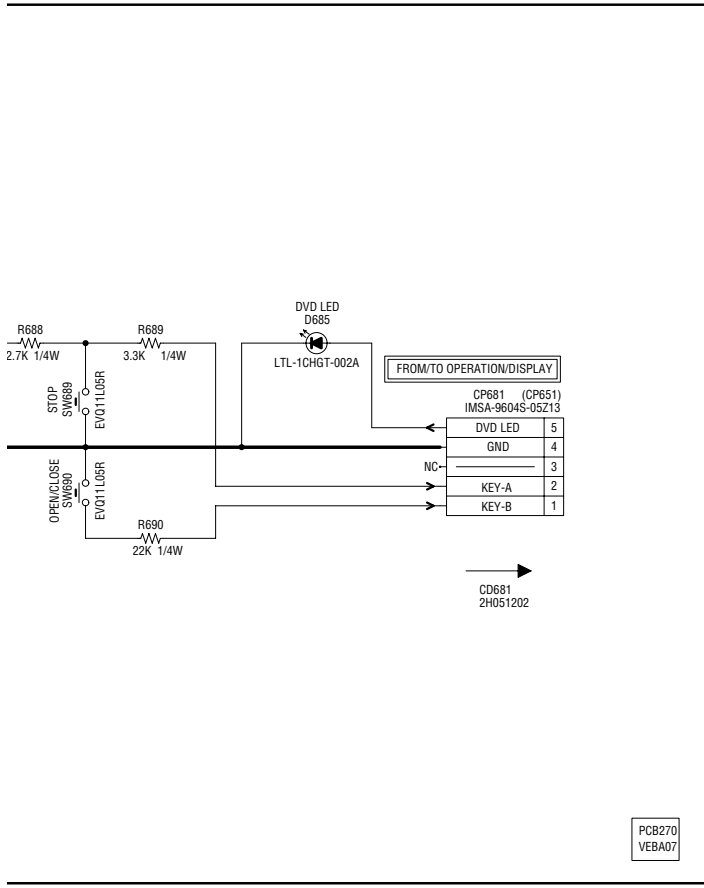 DVD LED
D685
LTL-1CHGT-002A
R688
2.7K 1/4W
R689
3.3K 1/4W
STOP
SW689
EVQ11L05R
OPEN/CLOSE
SW690
EVQ11L05R
R690
22K 1/4W
FROM/TO OPERATION/DISPLAY
CP681 (CP651)
IMSA-9604S-05Z13
DVD LED 5
GND 4
NC 3
KEY-A 2
KEY-B 1
CD681
2H051202
PCB270
VEBA07